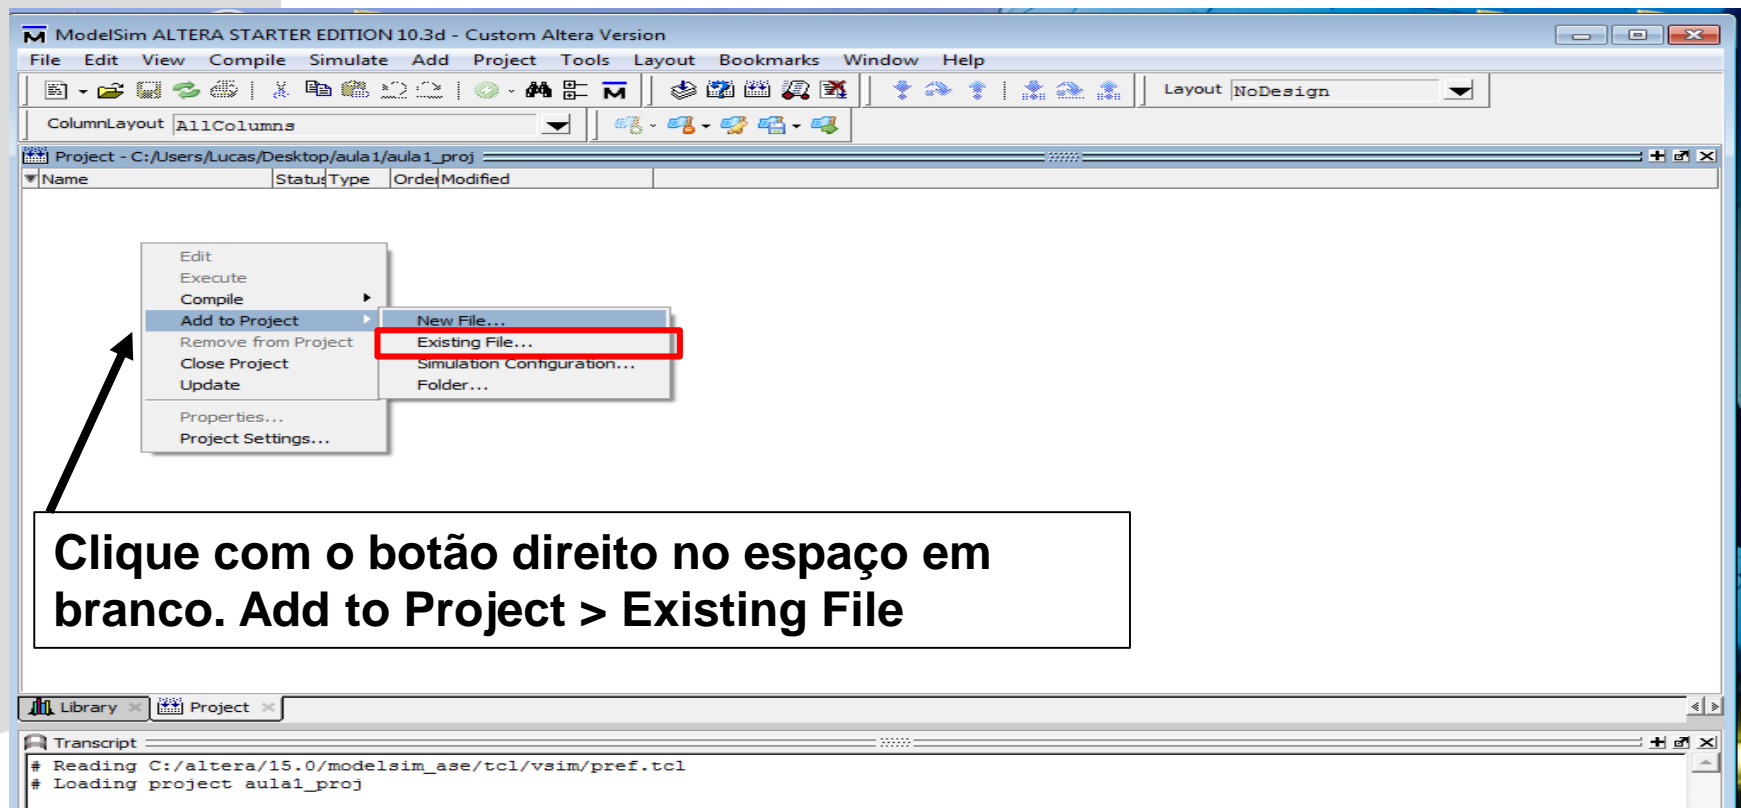 ModelSim ALTERA STARTER EDITION 10.3d - Custom Altera Version
File Edit View Compile Simulate Add Project Tools Layout Bookmarks Window Help
Layout NoDesign
ColumnLayout AllColumns
Project - C:/Users/Lucas/Desktop/aula1/aula1_proj
Name Status Type Order Modified
Edit
Execute
Compile
Add to Project New File...
Remove from Project Existing File...
Close Project Simulation Configuration...
Update Folder...
Properties...
Project Settings...
Clique com o botão direito no espaço em
branco. Add to Project > Existing File
Library Project
Transcript
# Reading C:/altera/15.0/modelsim_ase/tcl/vsim/pref.tcl
# Loading project aula1_proj